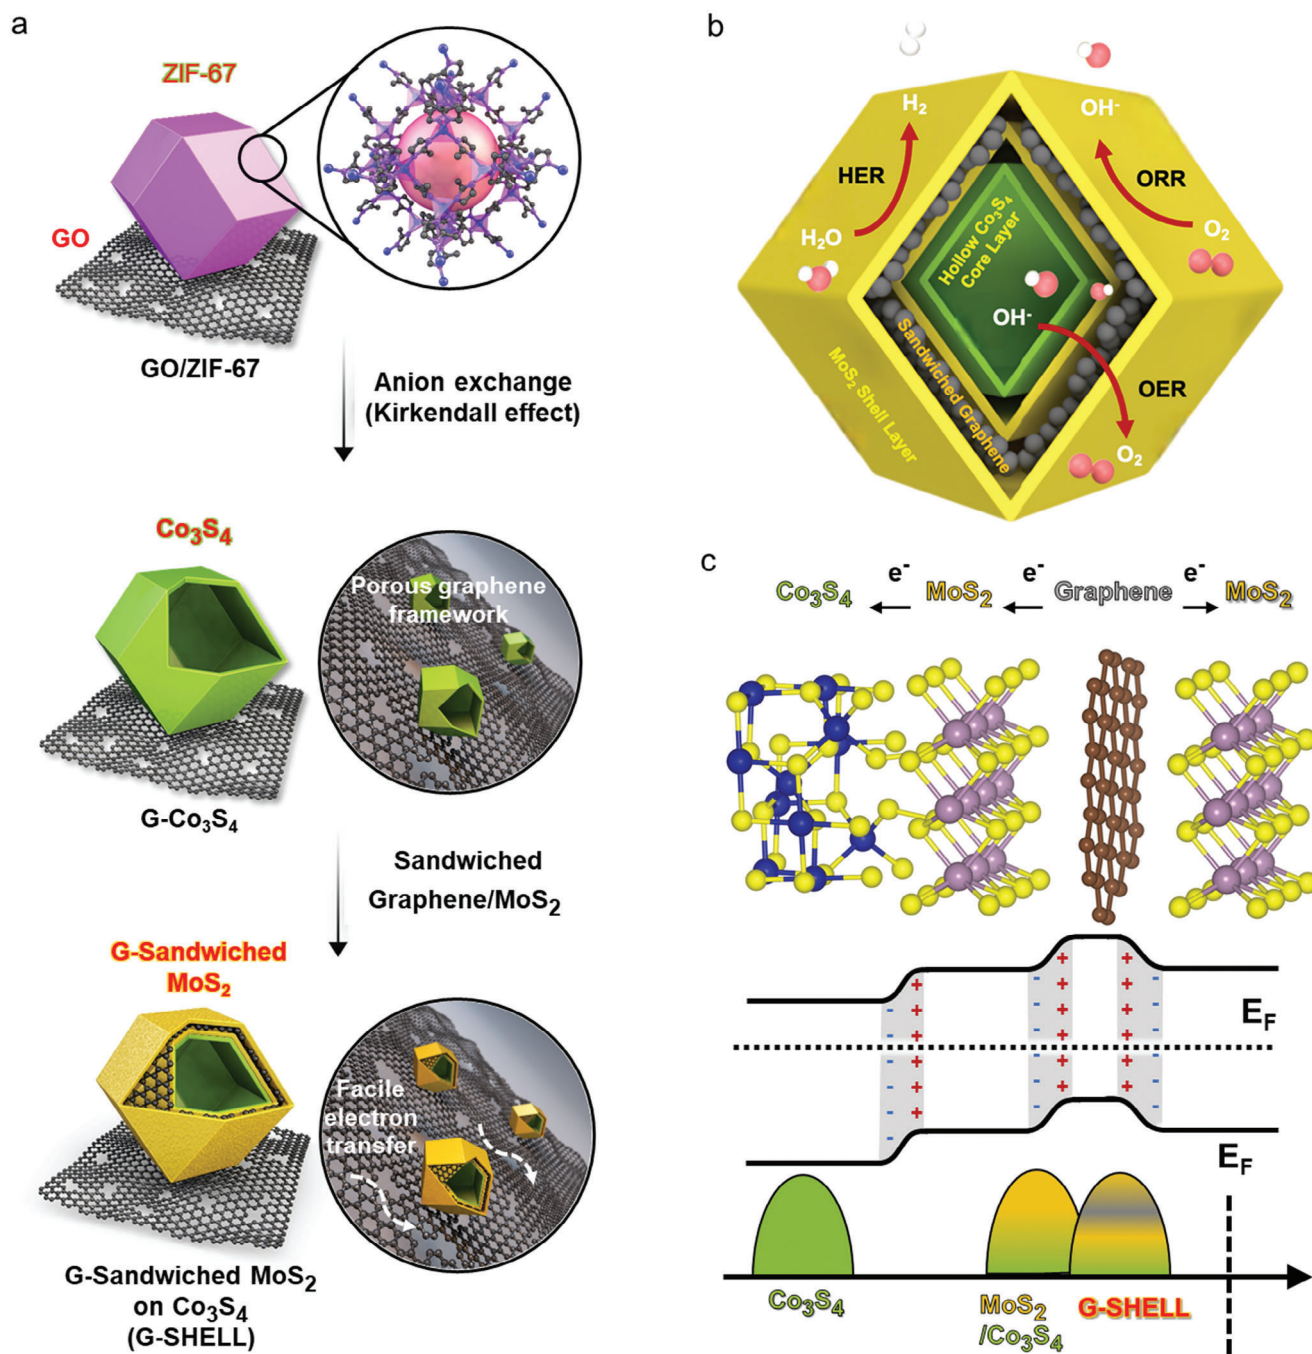 a
ZIF-67
GO
GO/ZIF-67
Anion exchange
(Kirkendall effect)
Co3S4
Porous graphene
framework
G-Co3S4
Sandwiched
Graphene/MoS2
G-Sandwiched
MoS2
Facile
electron
transfer
G-Sandwiched MoS2
on Co3S4
(G-SHELL)
b
H2
OH-
HER
ORR
H2O
O2
Hollow Co3S4
Core Layer
OH-
Sandwiched Graphene
MoS2 Shell Layer
OER
O2
c
e- e- e-
Co3S4 MoS2 Graphene MoS2
+ + + +
- - - - - - - - - - - - - - - - - -
EF
EF
Co3S4
MoS2
/Co3S4
G-SHELL